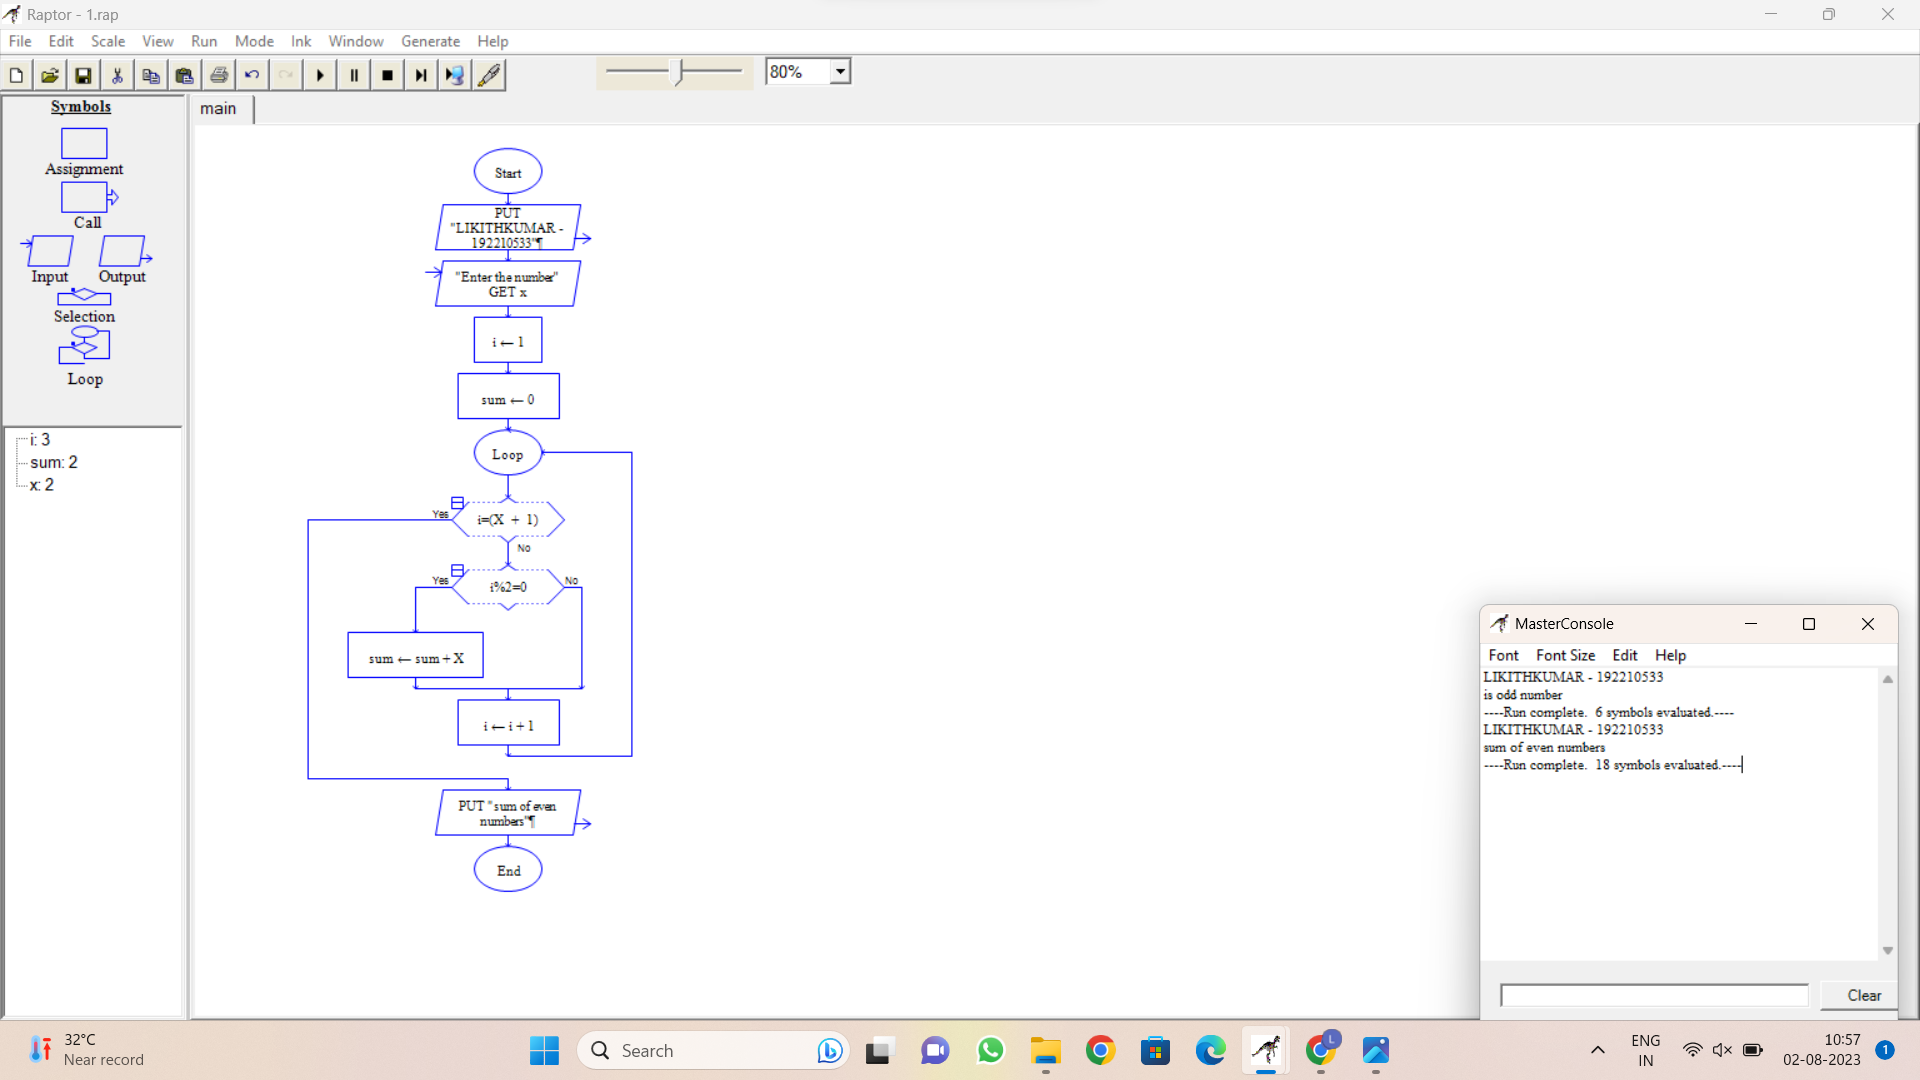 Raptor - 1.rap
File Edit Scale View Run Mode Ink Window Generate Help
80%
Symbols
Assignment
Call
Input Output
Selection
Loop
i: 3
sum: 2
x: 2
main
Start
PUT
"LIKITHKUMAR -
192210533"¶
"Enter the number"
GET x
i ← 1
sum ← 0
Loop
Yes
i=(X + 1)
No
Yes
i%2=0
No
sum ← sum + X
i ← i + 1
PUT "sum of even
numbers"¶
End
MasterConsole
Font Font Size Edit Help
LIKITHKUMAR - 192210533
is odd number
----Run complete. 6 symbols evaluated.----
LIKITHKUMAR - 192210533
sum of even numbers
----Run complete. 18 symbols evaluated.----
Clear
32°C
Near record
Search
L
ENG
IN
10:57
02-08-2023
1